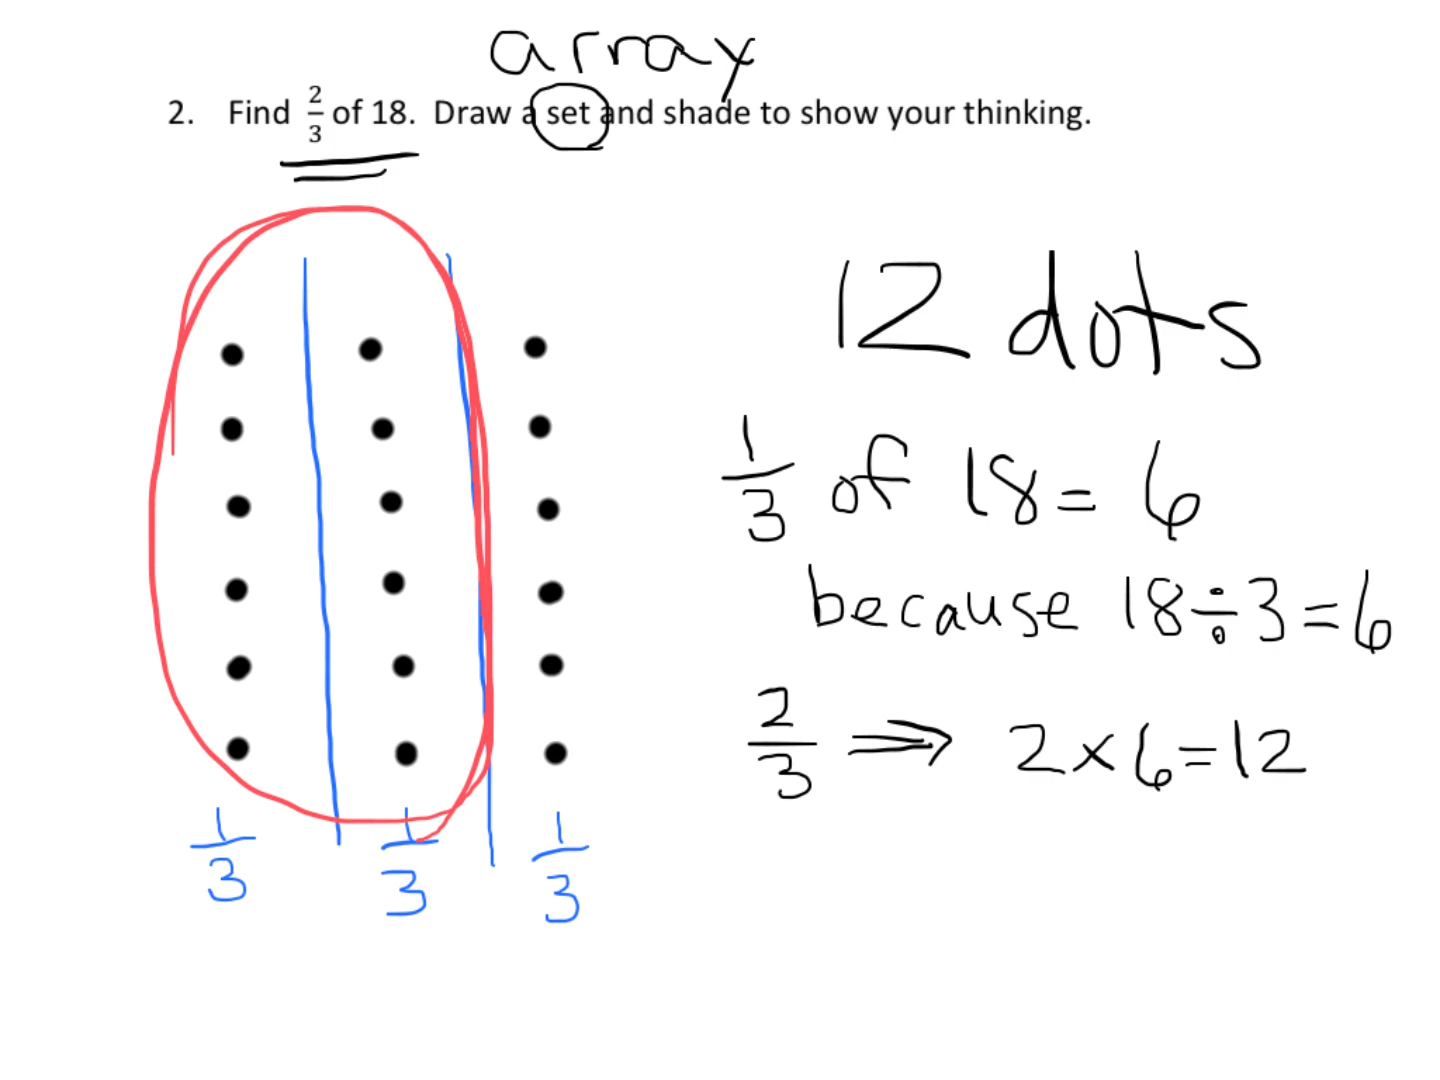 array
2. Find 2/3 of 18. Draw a set and shade to show your thinking.
12 dots
1/3 of 18 = 6
because 18 ÷ 3 = 6
2/3 ⇒ 2 × 6 = 12
1/3 1/3 1/3